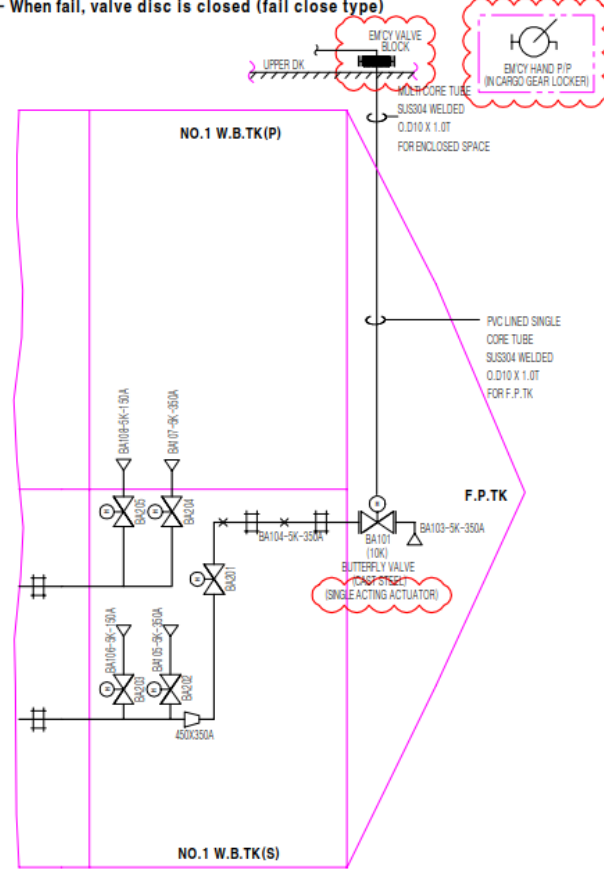 - When fail, valve disc is closed (fail close type)
EM'CY VALVE
BLOCK
UPPER DK
EM'CY HAND P/P
(IN CARGO GEAR LOCKER)
MULTI CORE TUBE
SUS304 WELDED
O.D10 X 1.0T
FOR ENCLOSED SPACE
NO.1 W.B.TK(P)
PVC LINED SINGLE
CORE TUBE
SUS304 WELDED
O.D10 X 1.0T
FOR F.P.TK
BA108-5K-150A
BA107-5K-350A
H
BA205
H
BA204
F.P.TK
H
BA104-5K-350A
BA103-5K-350A
BA101
(10K)
BUTTERFLY VALVE
(CAST STEEL)
(SINGLE ACTING ACTUATOR)
H
BA201
BA106-5K-150A
BA105-5K-350A
H
BA203
H
BA202
450X350A
NO.1 W.B.TK(S)